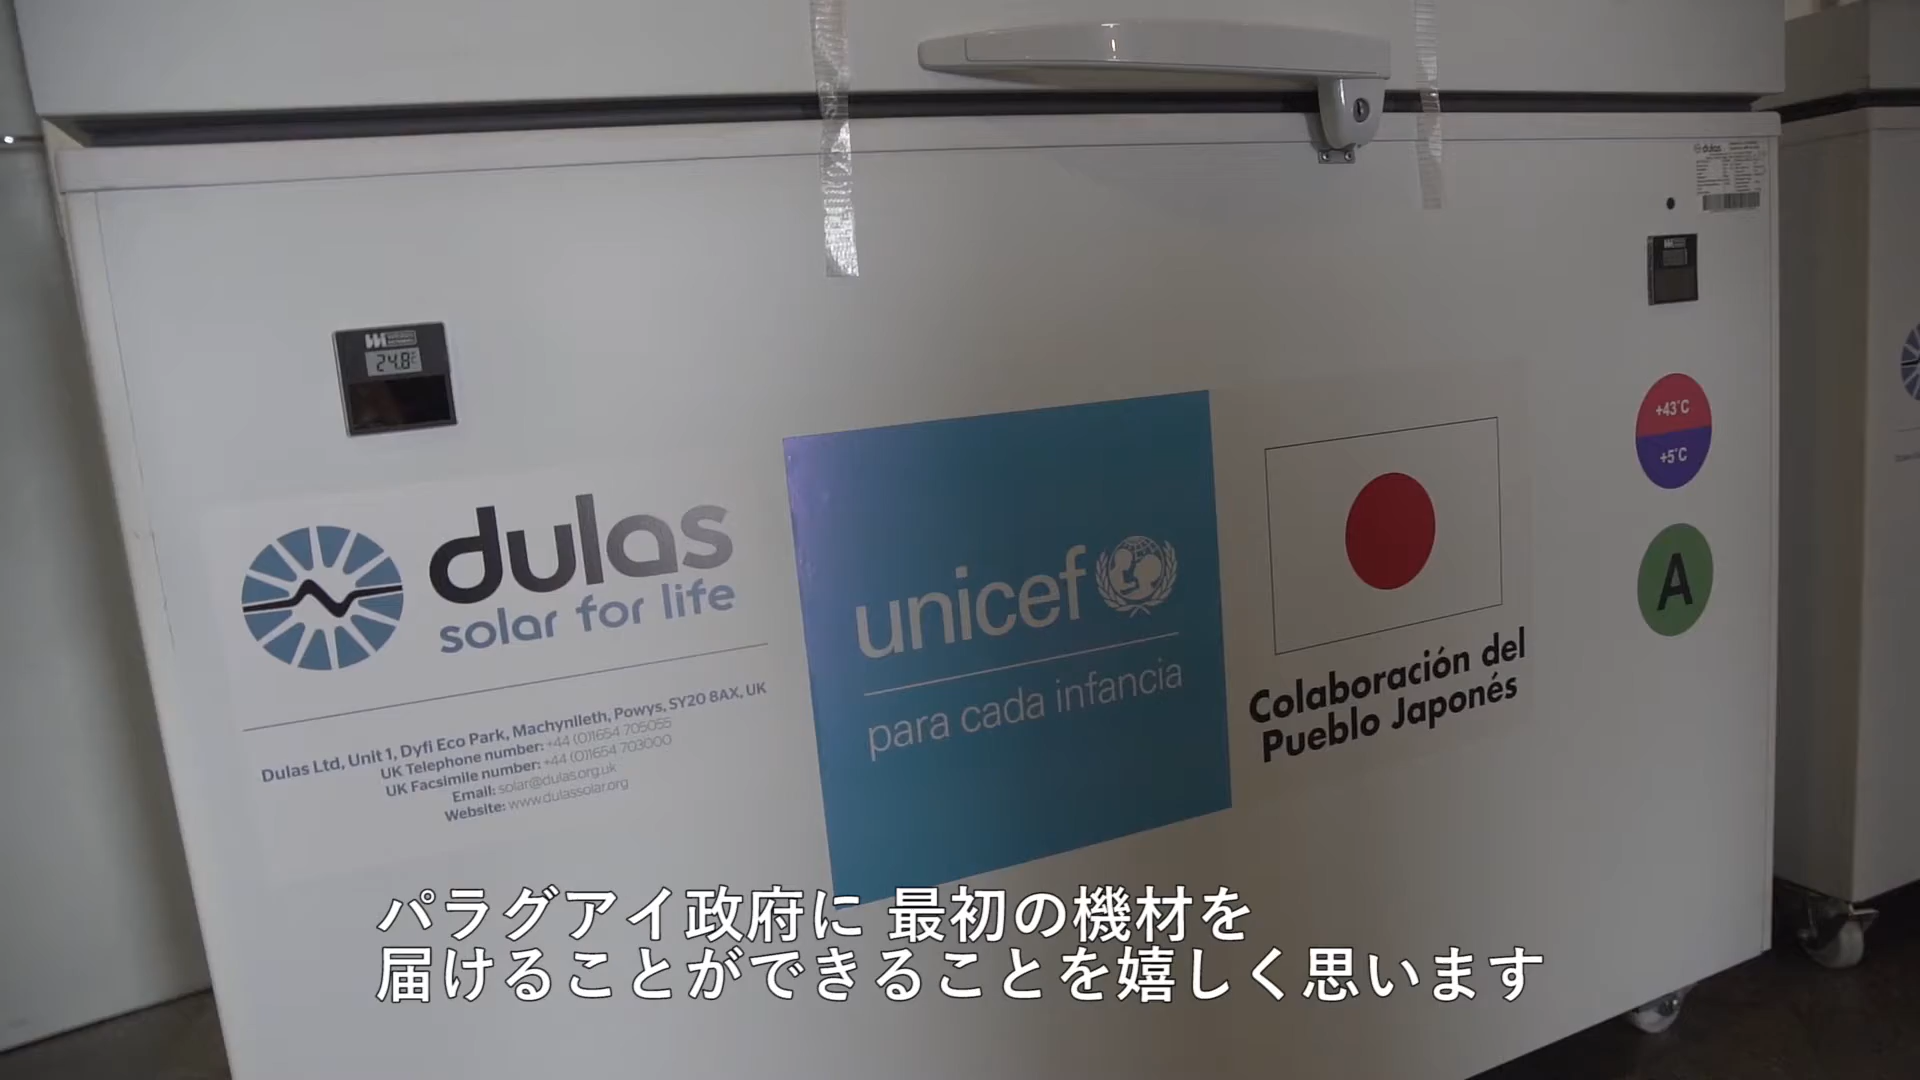 24.8°C
dulas
+43°C
+5°C
A
dulas
solar for life
Dulas Ltd, Unit 1, Dyfi Eco Park, Machynlleth, Powys, SY20 8AX, UK
UK Telephone number: +44 (0)1654 705055
UK Facsimile number: +44 (0)1654 703000
Email: solar@dulas.org.uk
Website: www.dulassolar.org
unicef
para cada infancia
Colaboración del
Pueblo Japonés
パラグアイ政府に 最初の機材を
届けることができることを嬉しく思います